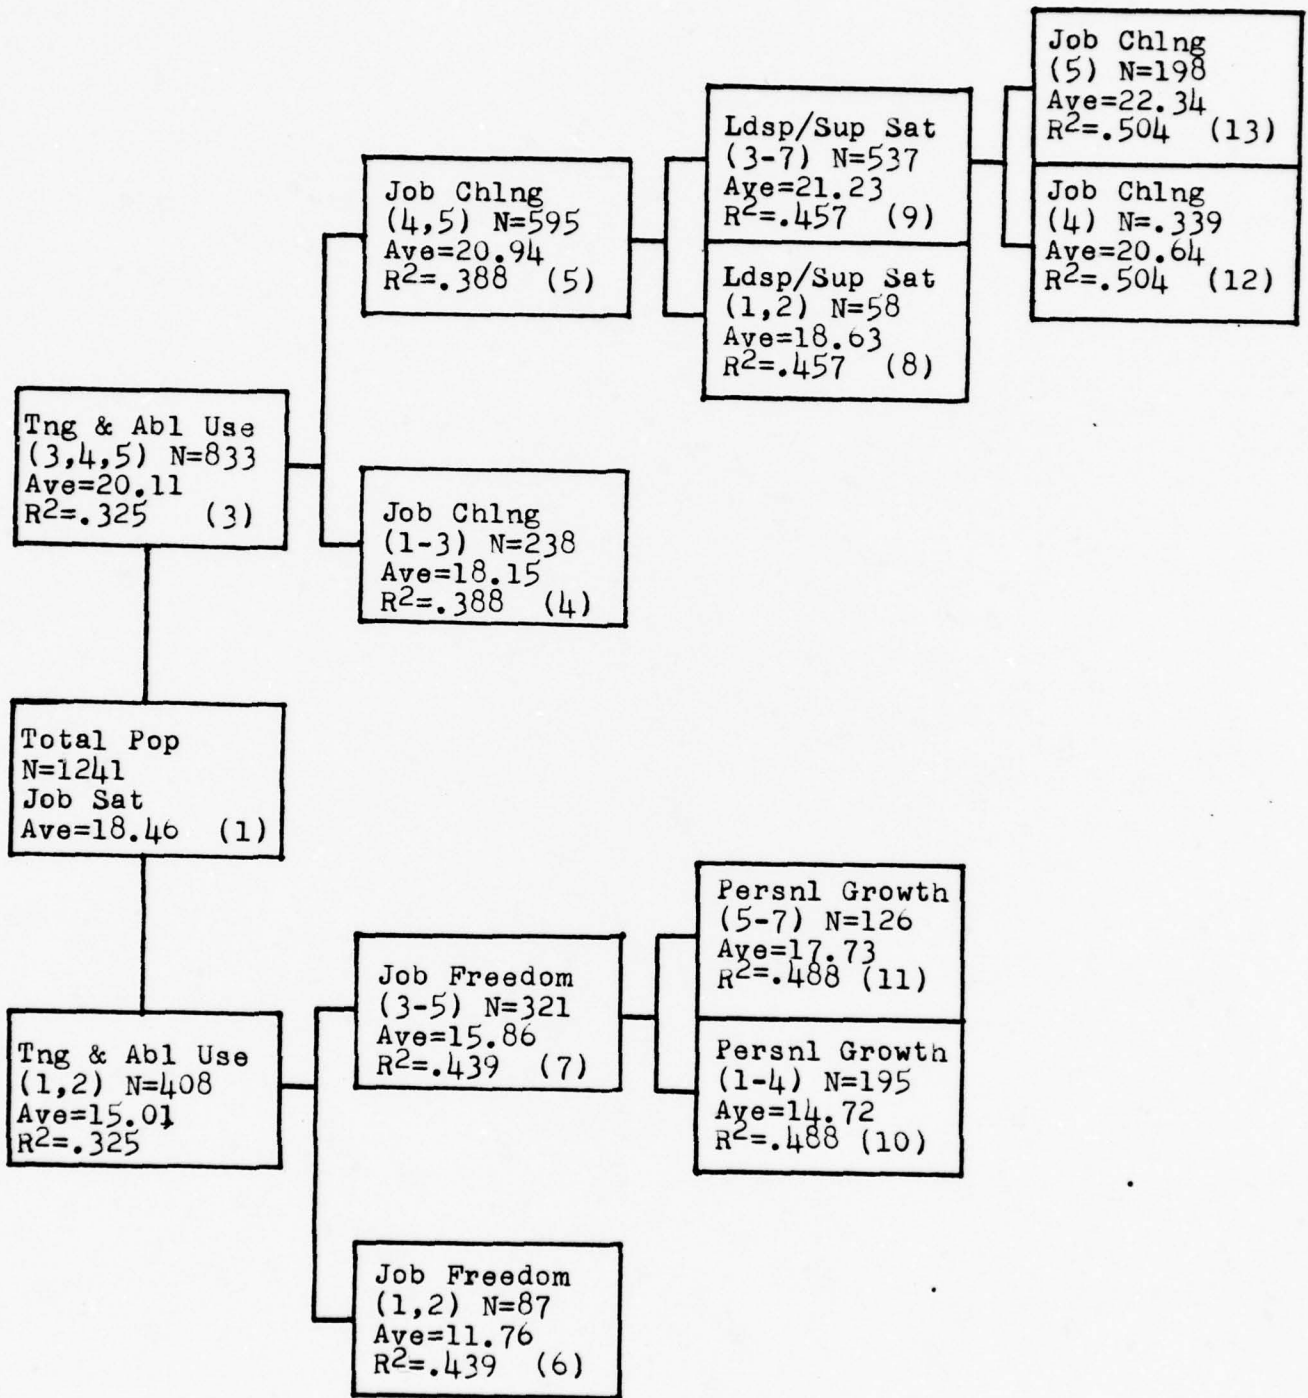 Job Chlng
(5) N=198
Ave=22.34
R²=.504 (13)
Job Chlng
(4) N=.339
Ave=20.64
R²=.504 (12)
Ldsp/Sup Sat
(3-7) N=537
Ave=21.23
R²=.457 (9)
Ldsp/Sup Sat
(1,2) N=58
Ave=18.63
R²=.457 (8)
Job Chlng
(4,5) N=595
Ave=20.94
R²=.388 (5)
Job Chlng
(1-3) N=238
Ave=18.15
R²=.388 (4)
Tng & Abl Use
(3,4,5) N=833
Ave=20.11
R²=.325 (3)
Total Pop
N=1241
Job Sat
Ave=18.46 (1)
Tng & Abl Use
(1,2) N=408
Ave=15.01
R²=.325
Job Freedom
(3-5) N=321
Ave=15.86
R²=.439 (7)
Job Freedom
(1,2) N=87
Ave=11.76
R²=.439 (6)
Persnl Growth
(5-7) N=126
Ave=17.73
R²=.488 (11)
Persnl Growth
(1-4) N=195
Ave=14.72
R²=.488 (10)